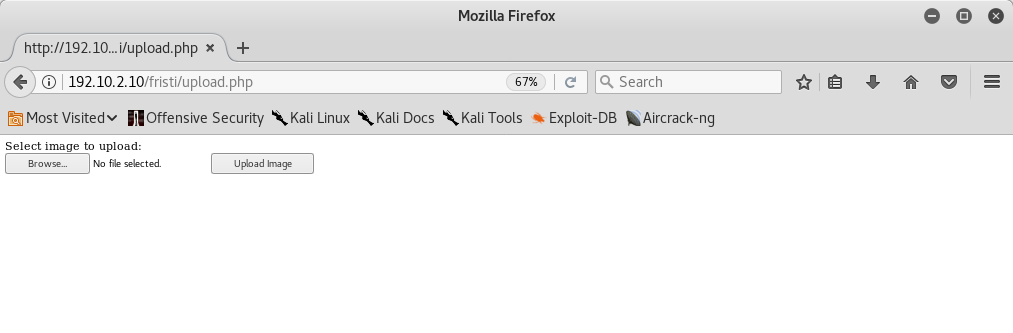 Mozilla Firefox
http://192.10...i/upload.php
192.10.2.10/fristi/upload.php 67% Search
Most Visited Offensive Security Kali Linux Kali Docs Kali Tools Exploit-DB Aircrack-ng
Select image to upload:
Browse... No file selected. Upload Image